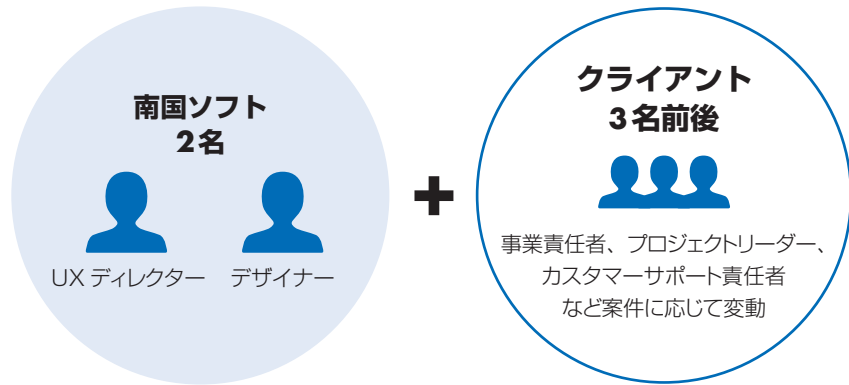 南国ソフト
2名
UX ディレクター
デザイナー
+
クライアント
3名前後
事業責任者、プロジェクトリーダー、
カスタマーサポート責任者
など案件に応じて変動